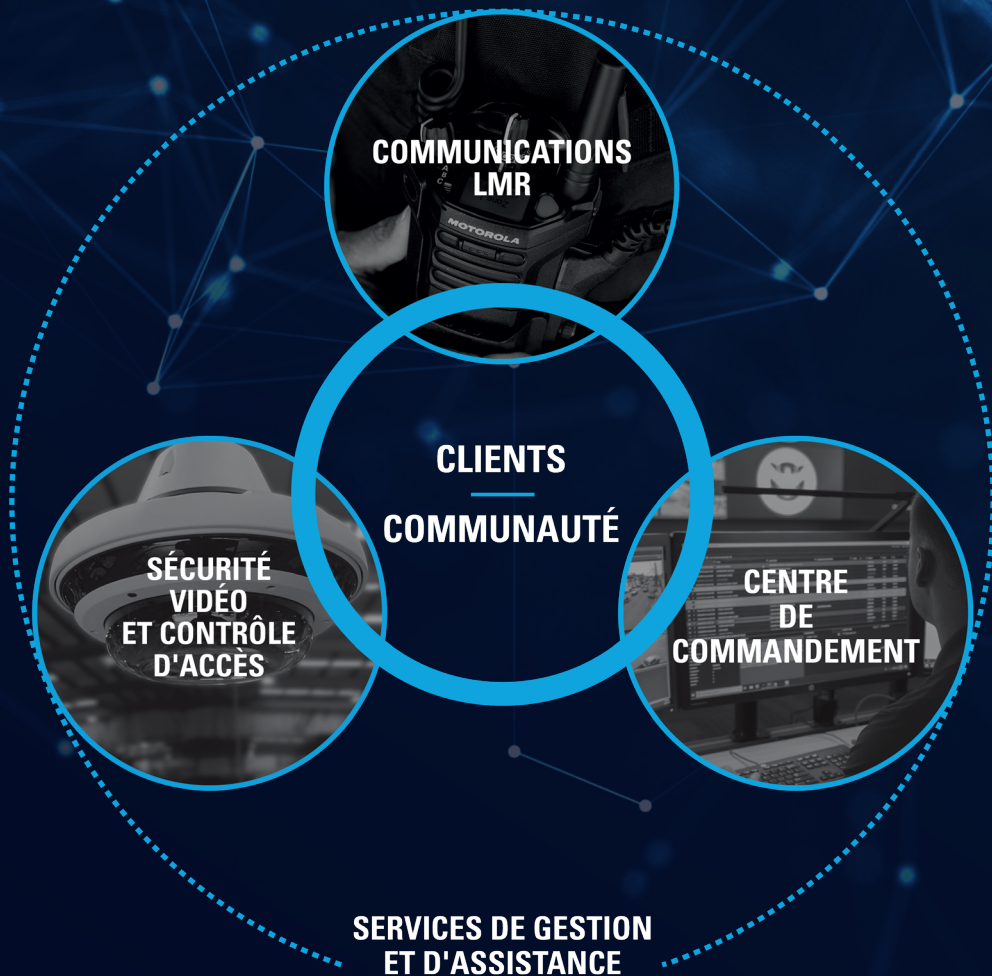 COMMUNICATIONS
LMR
MOTOROLA
CLIENTS
COMMUNAUTÉ
SÉCURITÉ
VIDÉO
ET CONTRÔLE
D'ACCÈS
CENTRE
DE
COMMANDEMENT
SERVICES DE GESTION
ET D'ASSISTANCE